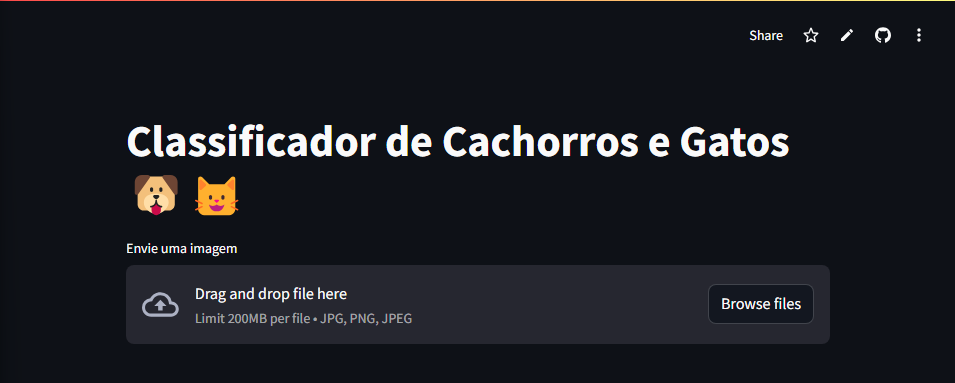 Share
Classificador de Cachorros e Gatos
Envie uma imagem
Drag and drop file here
Limit 200MB per file • JPG, PNG, JPEG
Browse files